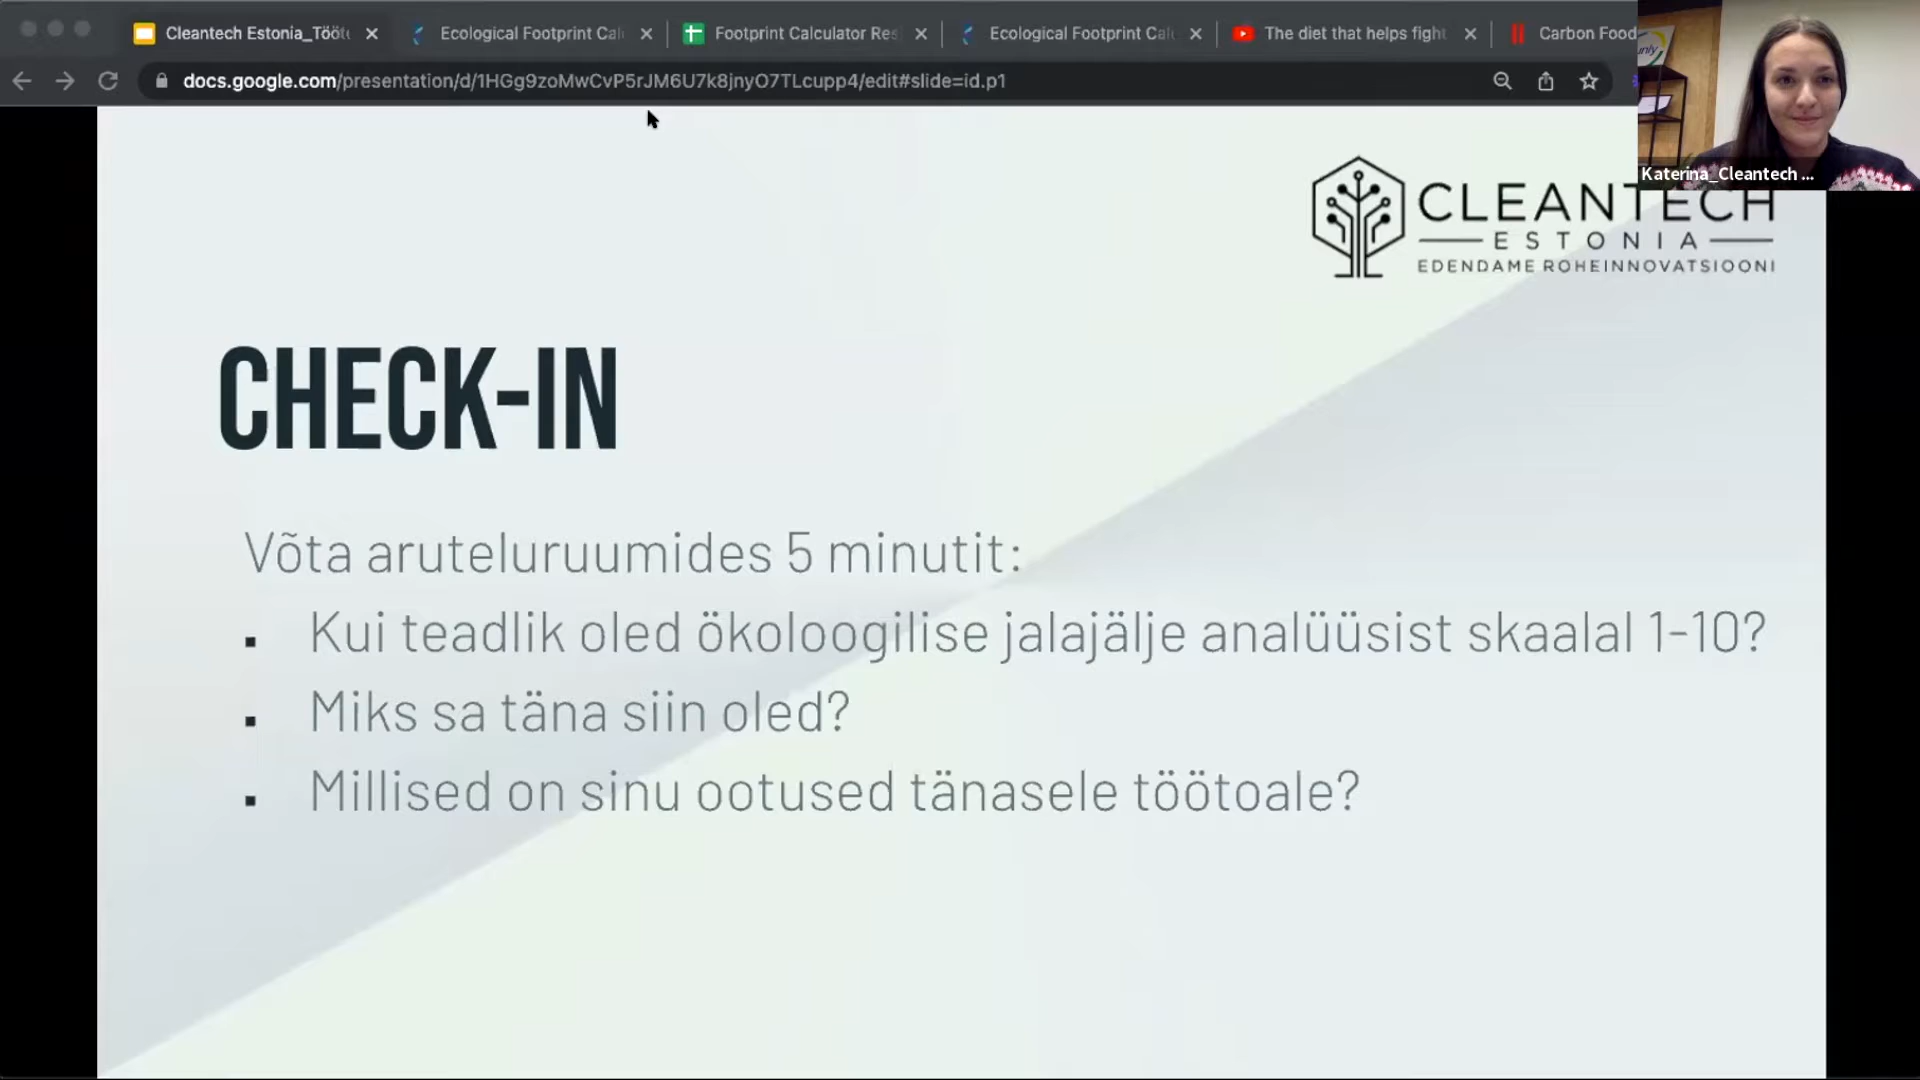 Cleantech Estonia_Tööt
Ecological Footprint Cal
Footprint Calculator Res
Ecological Footprint Cal
The diet that helps fight
Carbon Food
docs.google.com/presentation/d/1HGg9zoMwCvP5rJM6U7k8jnyO7TLcupp4/edit#slide=id.p1
Katerina_Cleantech ...
CLEANTECH
ESTONIA
EDENDAME ROHEINNOVATSIOONI
CHECK-IN
Võta aruteluruumides 5 minutit:
▪ Kui teadlik oled ökoloogilise jalajälje analüüsist skaalal 1-10?
▪ Miks sa täna siin oled?
▪ Millised on sinu ootused tänasele töötoale?